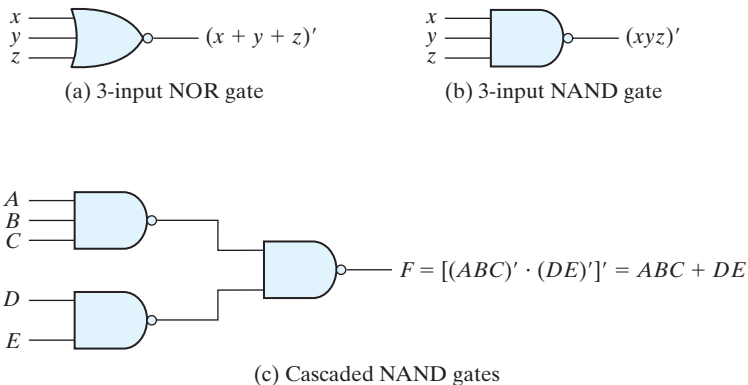 x
y
z
(x + y + z)′
(a) 3-input NOR gate
x
y
z
(xyz)′
(b) 3-input NAND gate
A
B
C
D
E
F = [(ABC)′ · (DE)′]′ = ABC + DE
(c) Cascaded NAND gates